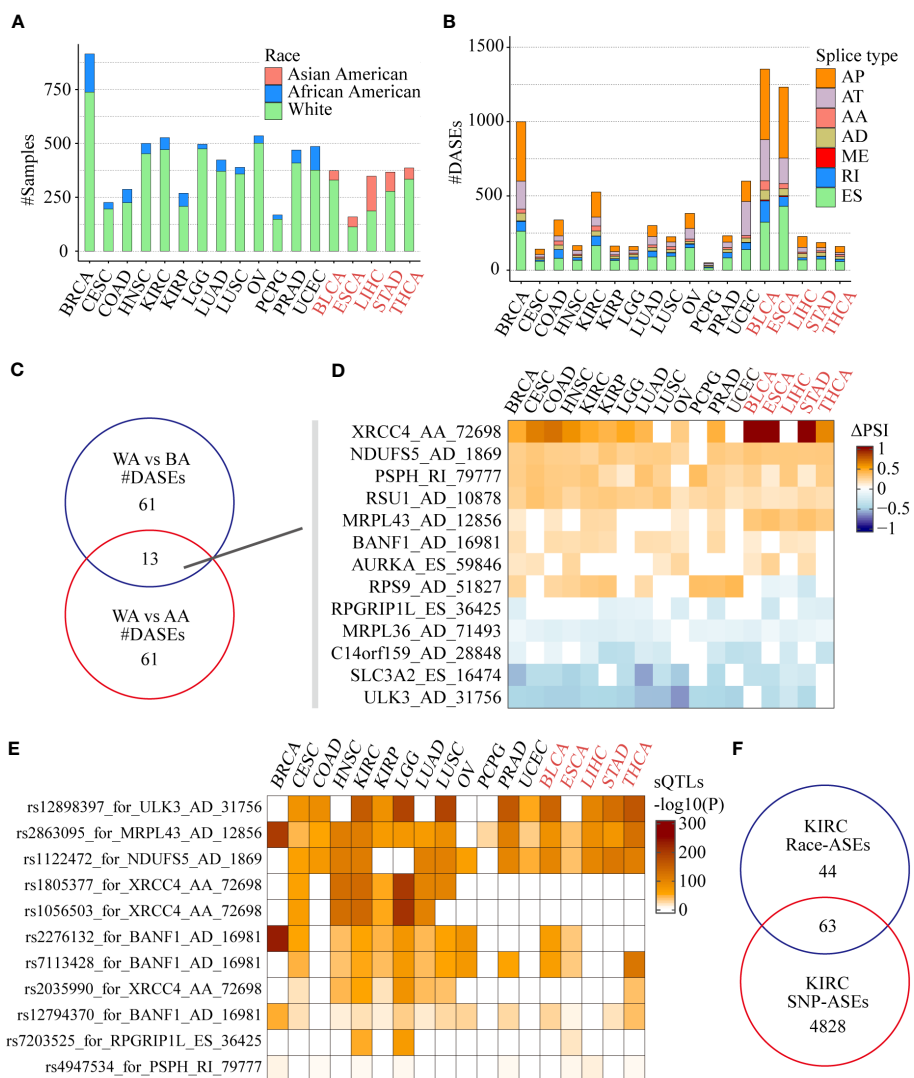 A
Race
Asian American
African American
White
#Samples
750
500
250
0
BRCA
CESC
COAD
HNSC
KIRC
KIRP
LGG
LUAD
LUSC
OV
PCPG
PRAD
UCEC
BLCA
ESCA
LIHC
STAD
THCA
B
Splice type
AP
AT
AA
AD
ME
RI
ES
#DASEs
1500
1000
500
0
BRCA
CESC
COAD
HNSC
KIRC
KIRP
LGG
LUAD
LUSC
OV
PCPG
PRAD
UCEC
BLCA
ESCA
LIHC
STAD
THCA
C
WA vs BA
#DASEs
61
13
WA vs AA
#DASEs
61
D
BRCA
CESC
COAD
HNSC
KIRC
KIRP
LGG
LUAD
LUSC
OV
PCPG
PRAD
UCEC
BLCA
ESCA
LIHC
STAD
THCA
XRCC4_AA_72698
NDUFS5_AD_1869
PSPH_RI_79777
RSU1_AD_10878
MRPL43_AD_12856
BANF1_AD_16981
AURKA_ES_59846
RPS9_AD_51827
RPGRIP1L_ES_36425
MRPL36_AD_71493
C14orf159_AD_28848
SLC3A2_ES_16474
ULK3_AD_31756
ΔPSI
1
0.5
0
−0.5
−1
E
BRCA
CESC
COAD
HNSC
KIRC
KIRP
LGG
LUAD
LUSC
OV
PCPG
PRAD
UCEC
BLCA
ESCA
LIHC
STAD
THCA
rs12898397_for_ULK3_AD_31756
rs2863095_for_MRPL43_AD_12856
rs1122472_for_NDUFS5_AD_1869
rs1805377_for_XRCC4_AA_72698
rs1056503_for_XRCC4_AA_72698
rs2276132_for_BANF1_AD_16981
rs7113428_for_BANF1_AD_16981
rs2035990_for_XRCC4_AA_72698
rs12794370_for_BANF1_AD_16981
rs7203525_for_RPGRIP1L_ES_36425
rs4947534_for_PSPH_RI_79777
sQTLs
-log10(P)
300
200
100
0
F
KIRC
Race-ASEs
44
63
KIRC
SNP-ASEs
4828